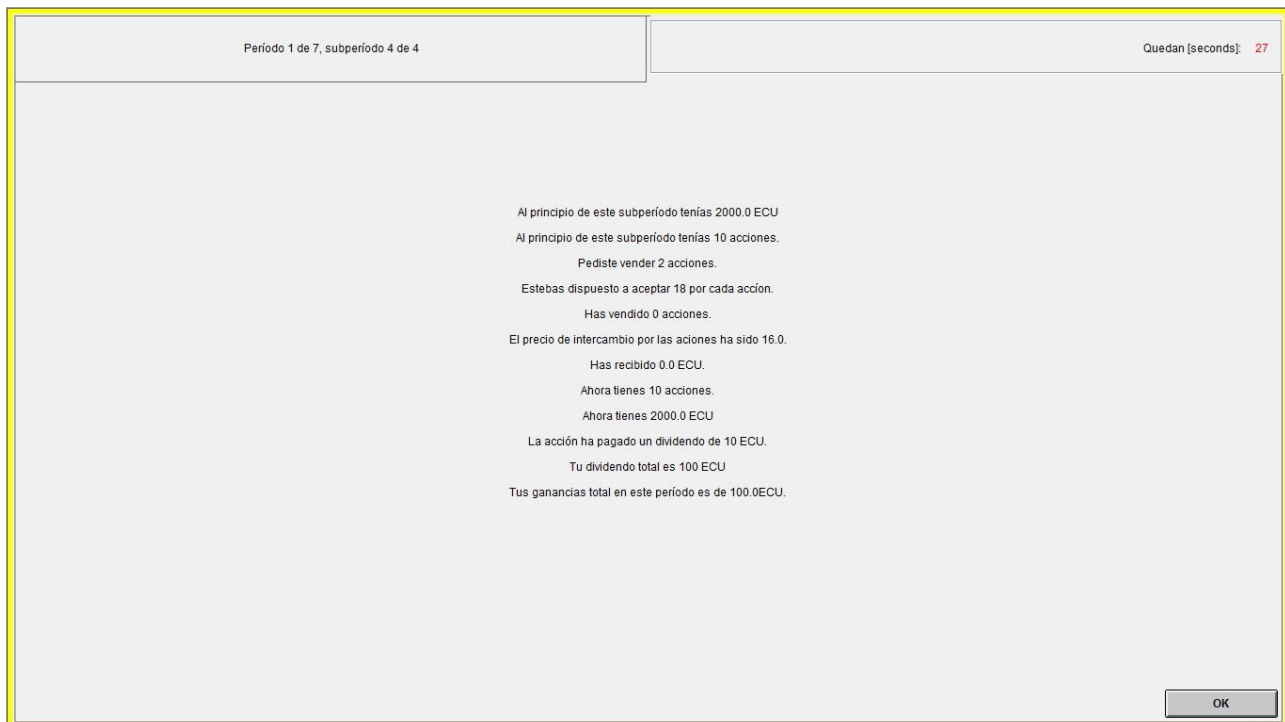 Período 1 de 7, subperíodo 4 de 4
Quedan [seconds]: 27
Al principio de este subperíodo tenías 2000.0 ECU
Al principio de este subperíodo tenías 10 acciones.
Pediste vender 2 acciones.
Estebas dispuesto a aceptar 18 por cada accíon.
Has vendido 0 acciones.
El precio de intercambio por las aciones ha sido 16.0.
Has recibido 0.0 ECU.
Ahora tienes 10 acciones.
Ahora tienes 2000.0 ECU
La acción ha pagado un dividendo de 10 ECU.
Tu dividendo total es 100 ECU
Tus ganancias total en este período es de 100.0ECU.
OK